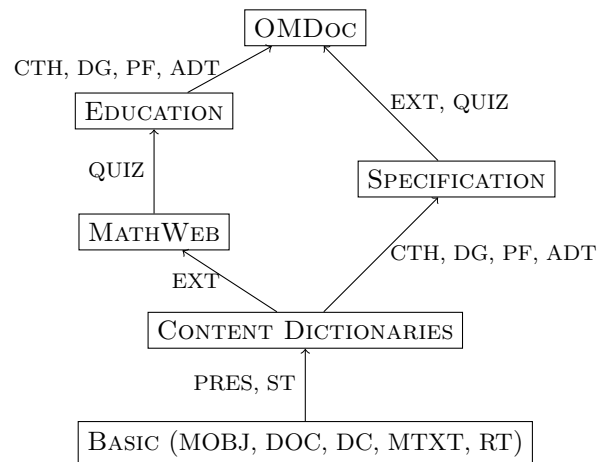 OMDoc
CTH, DG, PF, ADT
Education
EXT, QUIZ
QUIZ
Specification
MathWeb
CTH, DG, PF, ADT
EXT
Content Dictionaries
PRES, ST
Basic (MOBJ, DOC, DC, MTXT, RT)